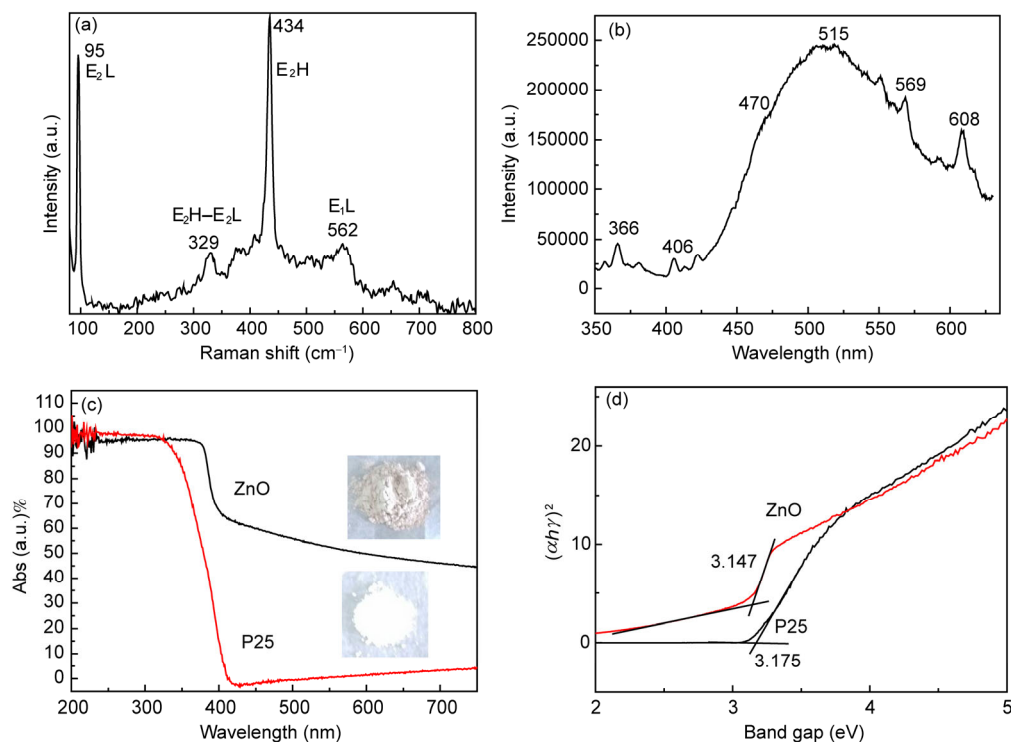 (a)
95
E₂ L
434
E₂H
E₂H–E₂L
329
E₁L
562
Intensity (a.u.)
100 200 300 400 500 600 700 800
Raman shift (cm⁻¹)
(b)
250000
200000
150000
100000
50000
0
366
406
470
515
569
608
Intensity (a.u.)
350 400 450 500 550 600
Wavelength (nm)
(c)
110
100
90
80
70
60
50
40
30
20
10
0
Abs (a.u.)%
ZnO
P25
200 300 400 500 600 700
Wavelength (nm)
(d)
20
10
0
(αhγ)²
ZnO
3.147
P25
3.175
2 3 4 5
Band gap (eV)